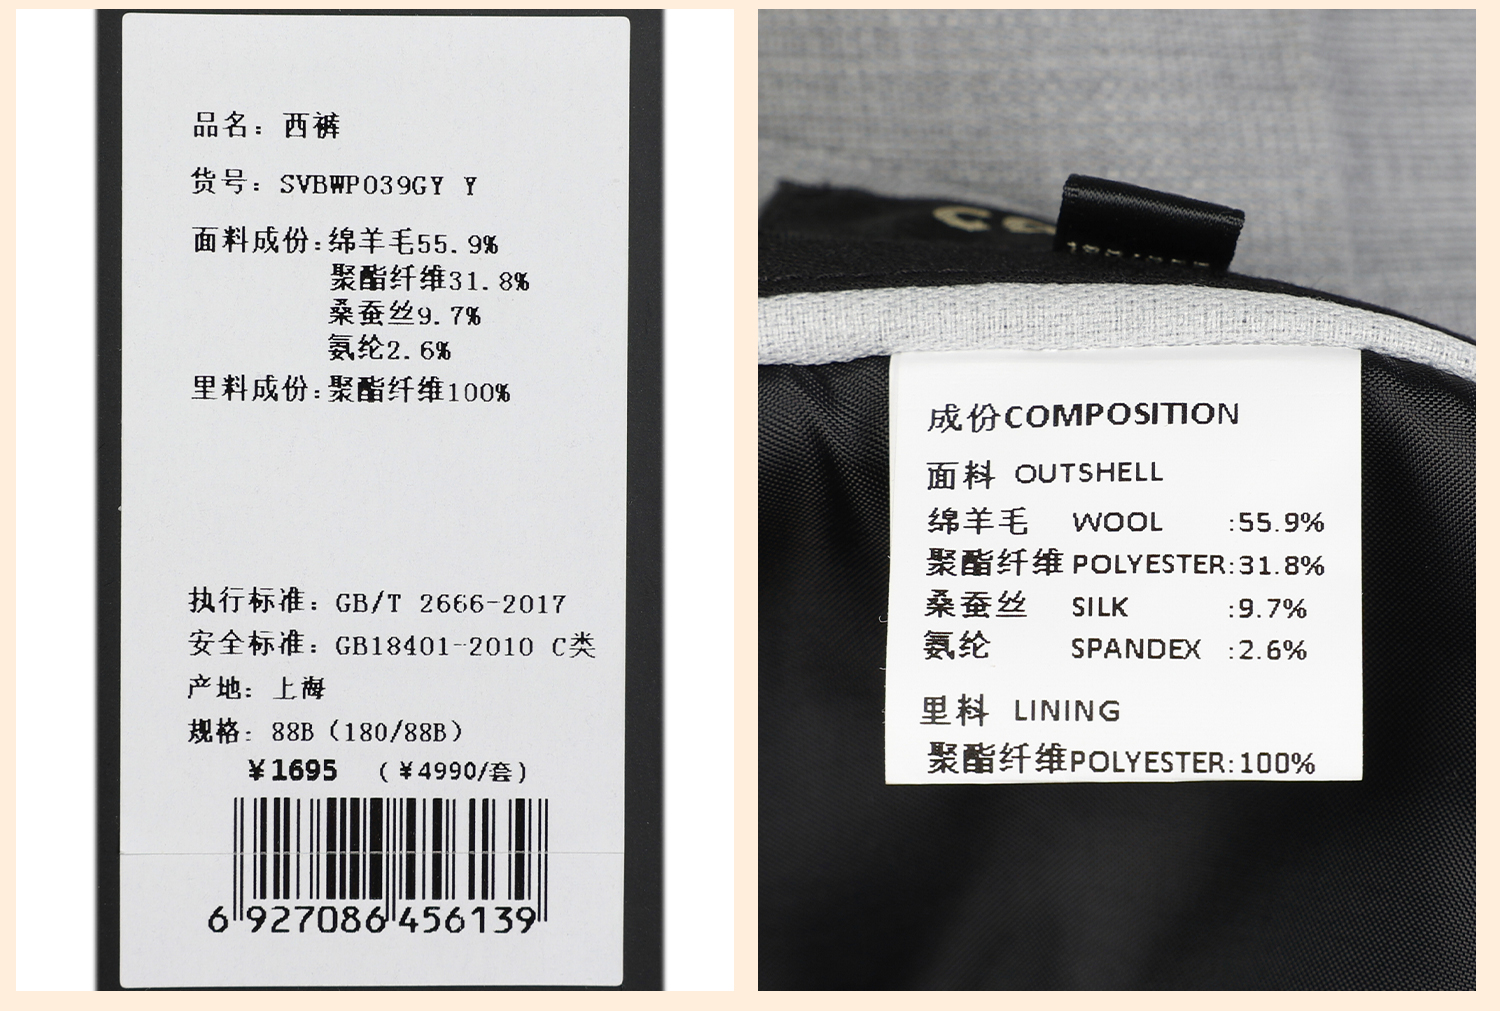 品名：西裤
货号：SVBWP039GY Y
面料成份:绵羊毛55.9%
聚酯纤维31.8%
桑蚕丝9.7%
氨纶2.6%
里料成份:聚酯纤维100%
执行标准：GB/T 2666-2017
安全标准：GB18401-2010 C类
产地：上海
规格：88B（180/88B）
¥1695 （¥4990/套）
6 927086 456139
成份COMPOSITION
面料 OUTSHELL
绵羊毛 WOOL :55.9%
聚酯纤维 POLYESTER:31.8%
桑蚕丝 SILK :9.7%
氨纶 SPANDEX :2.6%
里料 LINING
聚酯纤维POLYESTER:100%